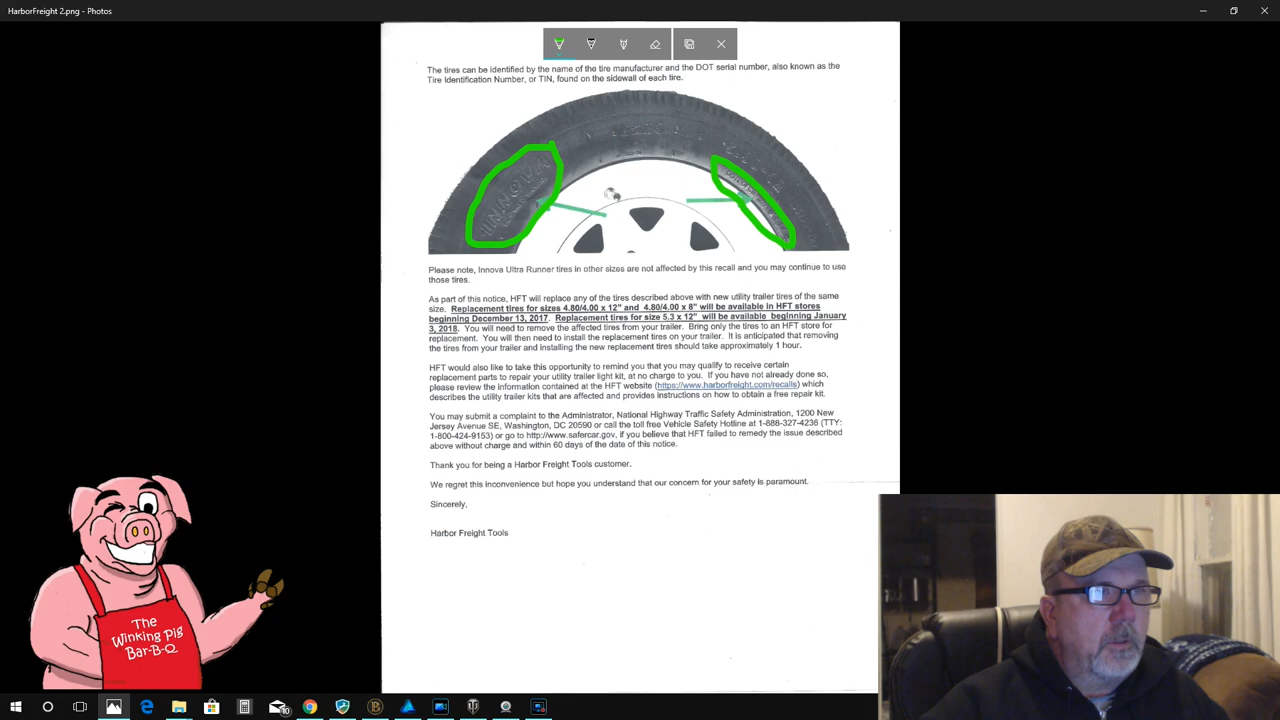 HarborFreight 2.png - Photos
The tires can be identified by the name of the tire manufacturer and the DOT serial number, also known as the
Tire Identification Number, or TIN, found on the sidewall of each tire.
INNOVA
Please note, Innova Ultra Runner tires in other sizes are not affected by this recall and you may continue to use
those tires.
As part of this notice, HFT will replace any of the tires described above with new utility trailer tires of the same
size. Replacement tires for sizes 4.80/4.00 x 12" and 4.80/4.00 x 8" will be available in HFT stores
beginning December 13, 2017. Replacement tires for size 5.3 x 12" will be available beginning January
3, 2018. You will need to remove the affected tires from your trailer. Bring only the tires to an HFT store for
replacement. You will then need to install the replacement tires on your trailer. It is anticipated that removing
the tires from your trailer and installing the new replacement tires should take approximately 1 hour.
HFT would also like to take this opportunity to remind you that you may qualify to receive certain
replacement parts to repair your utility trailer light kit, at no charge to you. If you have not already done so,
please review the information contained at the HFT website (https://www.harborfreight.com/recalls) which
describes the utility trailer kits that are affected and provides instructions on how to obtain a free repair kit.
You may submit a complaint to the Administrator, National Highway Traffic Safety Administration, 1200 New
Jersey Avenue SE, Washington, DC 20590 or call the toll free Vehicle Safety Hotline at 1-888-327-4236 (TTY:
1-800-424-9153) or go to http://www.safercar.gov, if you believe that HFT failed to remedy the issue described
above without charge and within 60 days of the date of this notice.
Thank you for being a Harbor Freight Tools customer.
We regret this inconvenience but hope you understand that our concern for your safety is paramount.
Sincerely,
Harbor Freight Tools
The
Winking Pig
Bar-B-Q